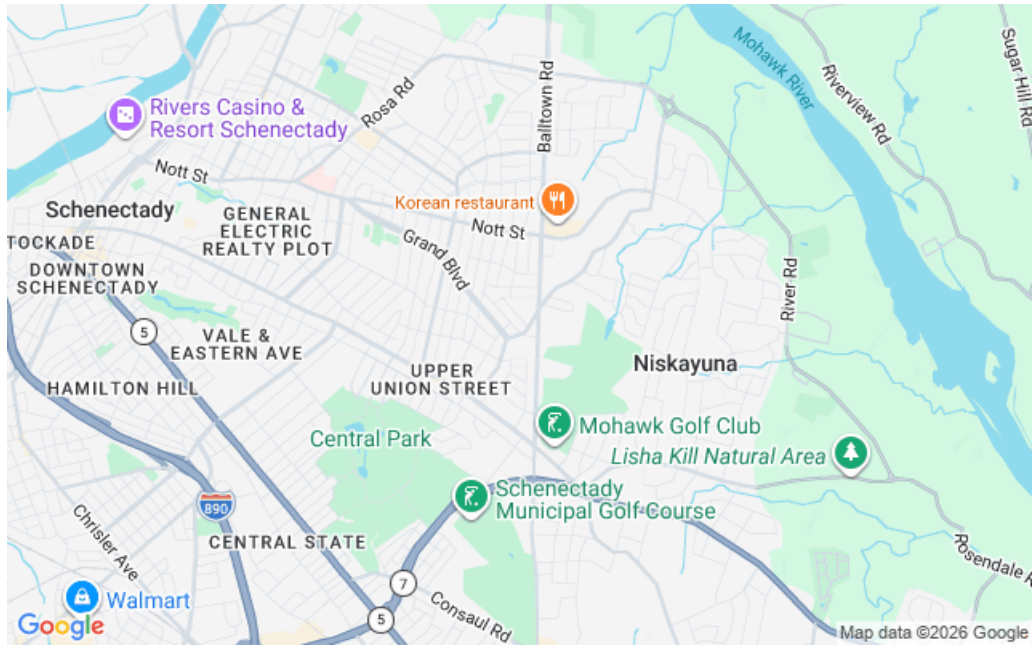 Mohawk River
Sugar Hill Rd
Riverview Rd
Balltown Rd
Rosa Rd
Rivers Casino &
Resort Schenectady
Nott St
Korean restaurant
Schenectady
GENERAL
ELECTRIC
REALTY PLOT
Nott St
TOCKADE
Grand Blvd
DOWNTOWN
SCHENECTADY
River Rd
5
VALE &
EASTERN AVE
Niskayuna
UPPER
UNION STREET
HAMILTON HILL
Mohawk Golf Club
Central Park
Lisha Kill Natural Area
Schenectady
Municipal Golf Course
890
Chrisler Ave
CENTRAL STATE
Rosendale R
7
Walmart
5
Consaul Rd
Google
Map data ©2026 Google